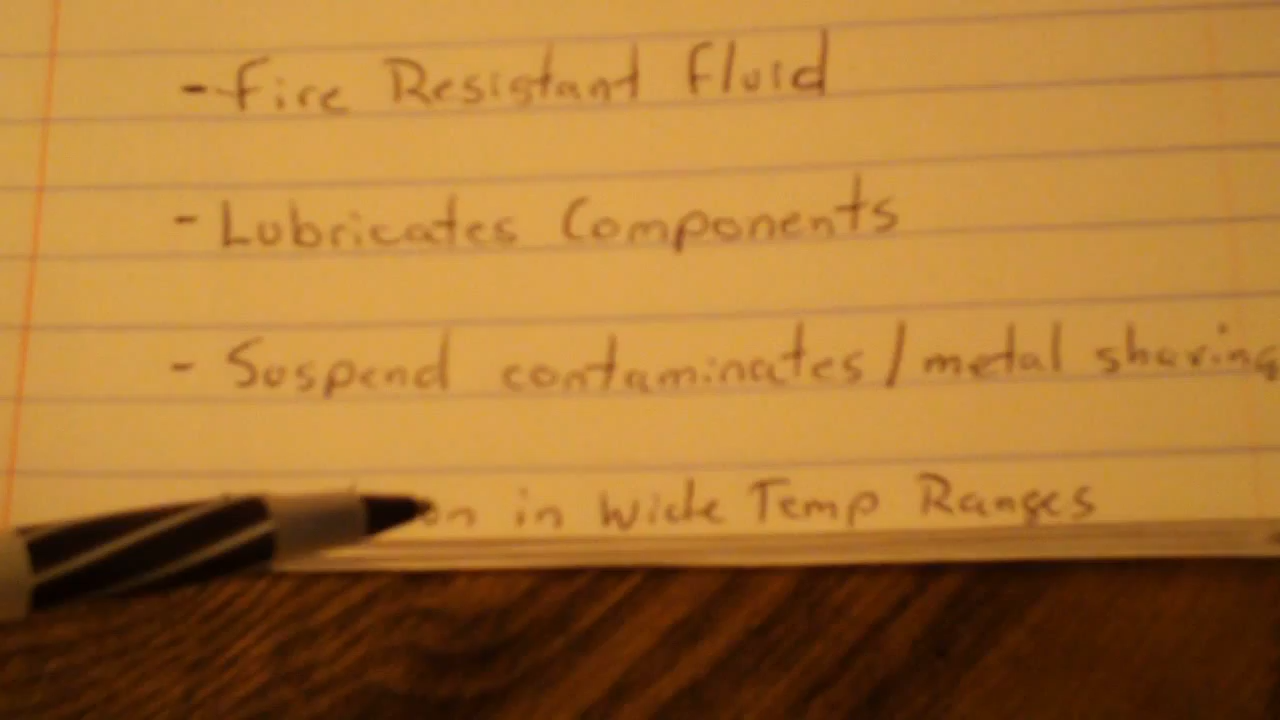 - Fire Resistant Fluid
- Lubricates Components
- Suspend contaminates/metal shaving
in Wide Temp Ranges